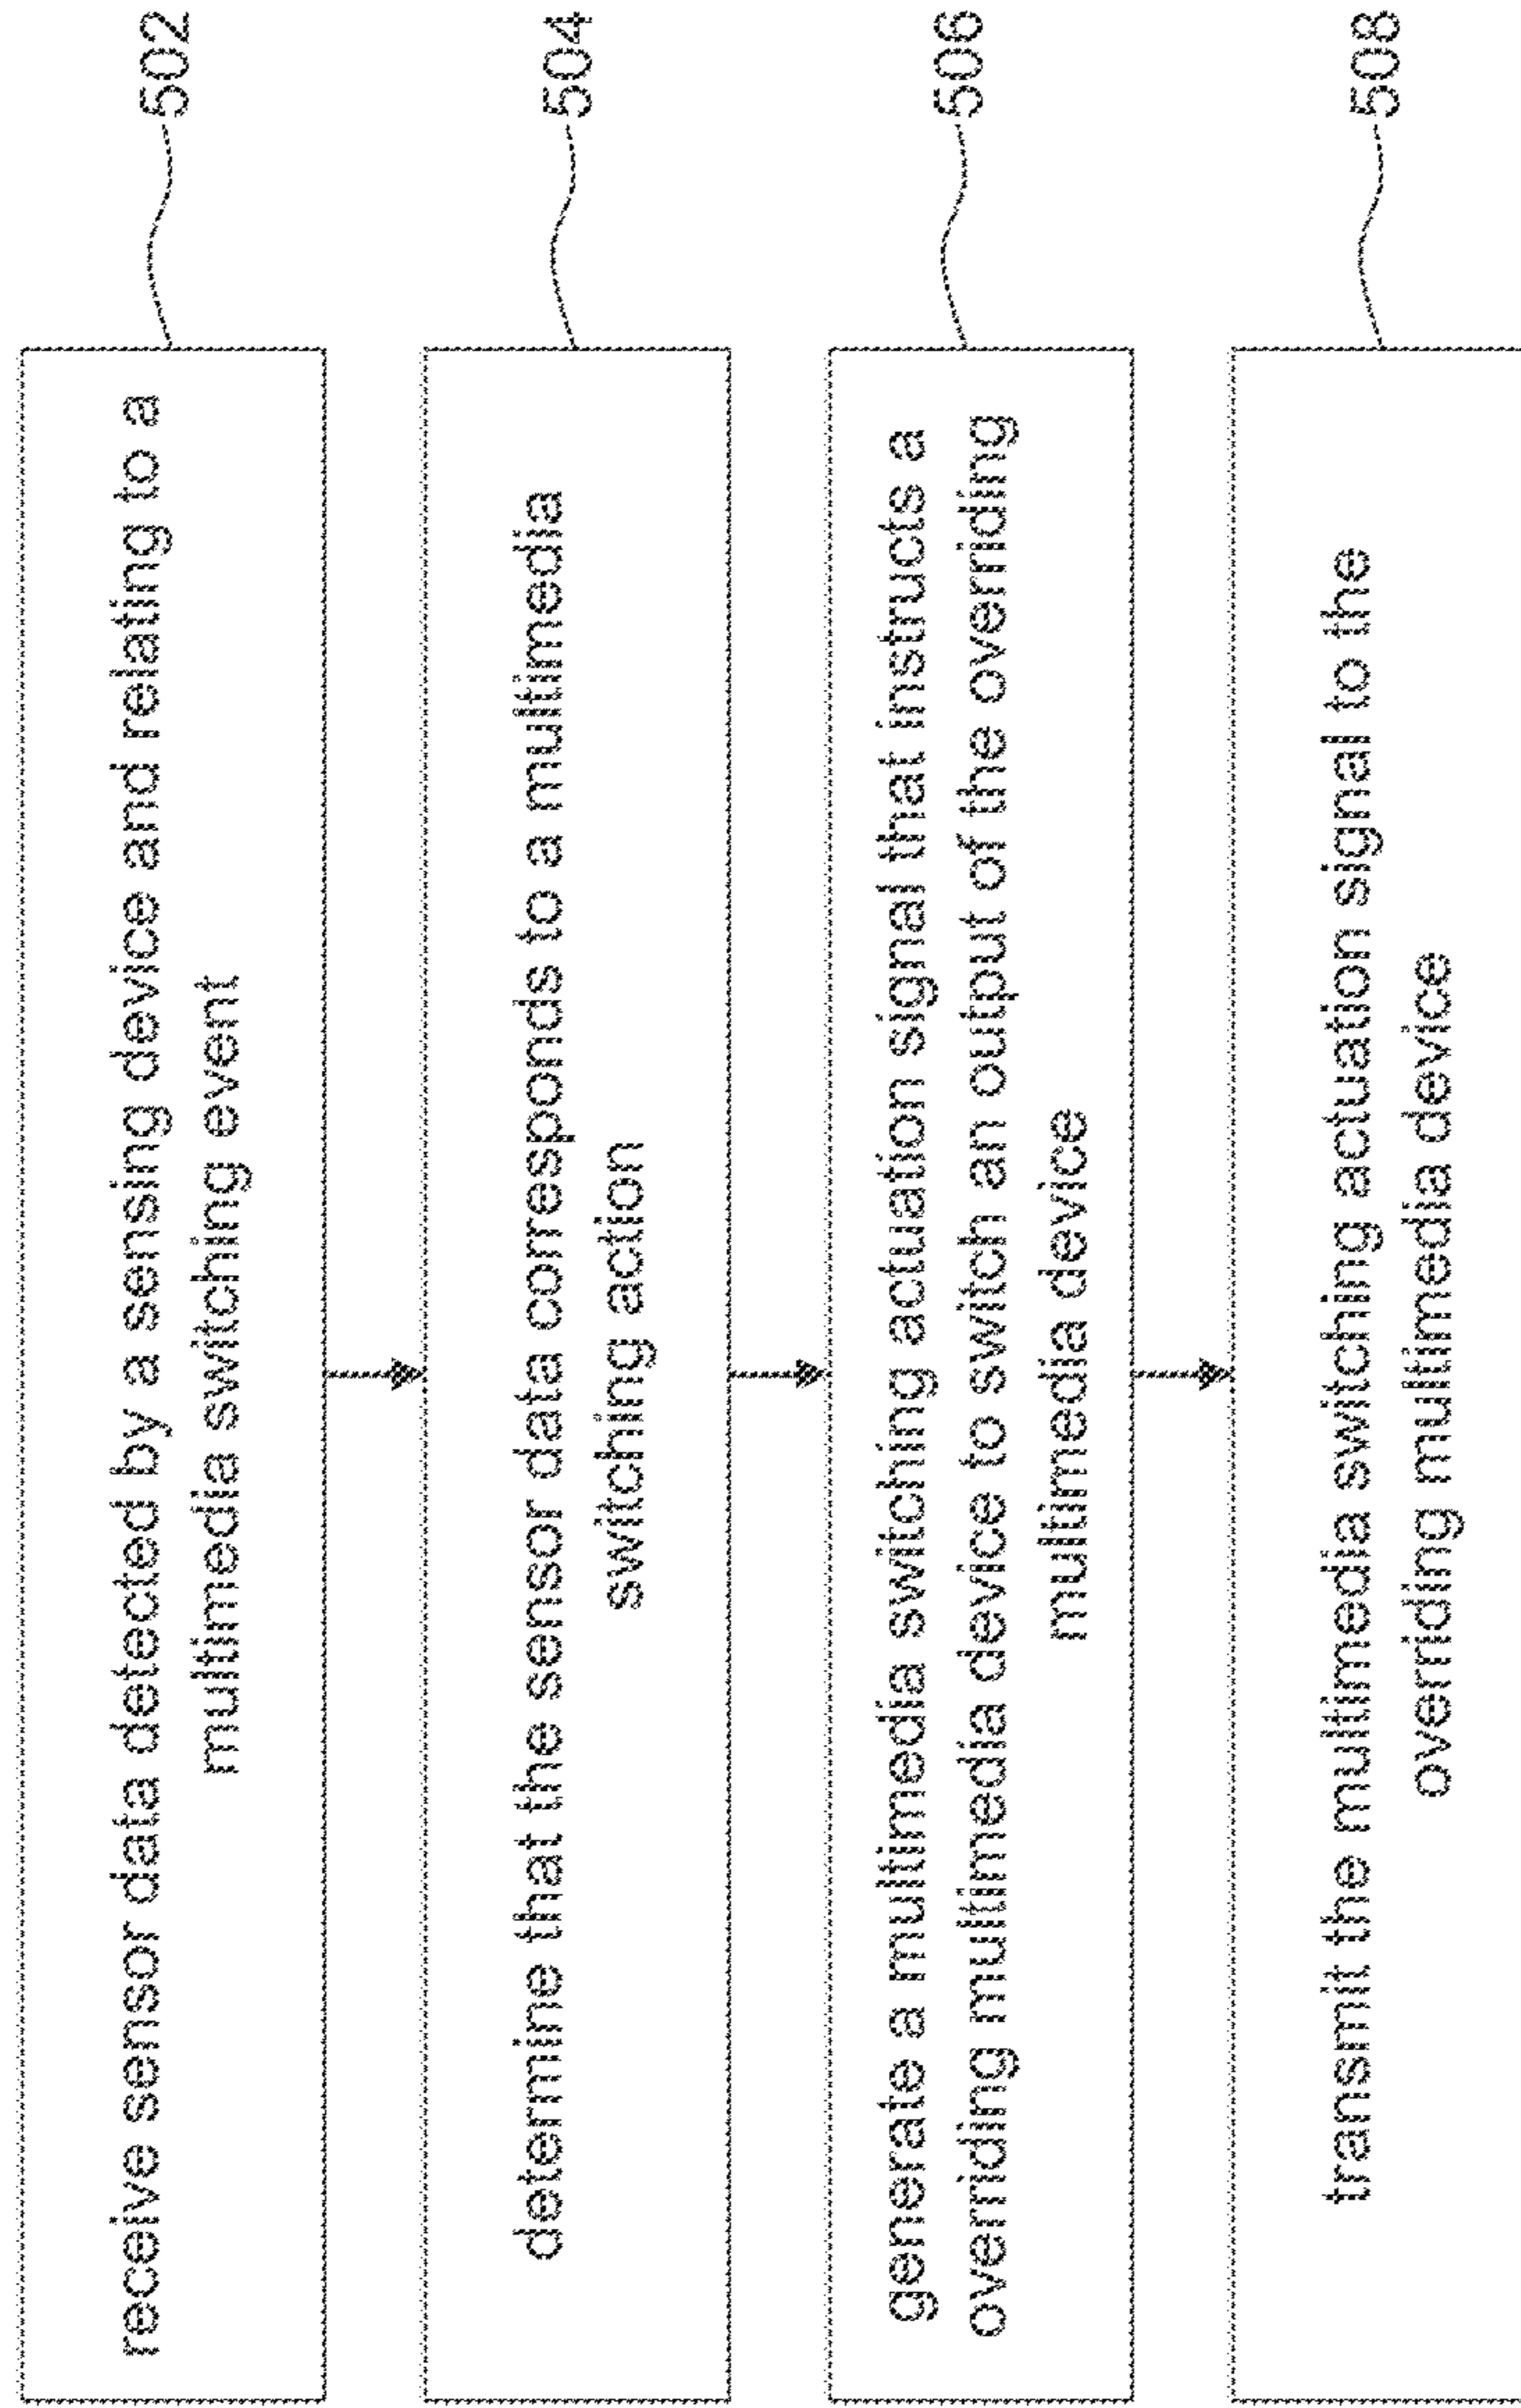 receive sensor data detected by a sensing device and relating to a
multimedia switching event
502
determine that the sensor data corresponds to a multimedia
switching action
504
generate a multimedia switching actuation signal that instructs a
overriding multimedia device to switch an output of the overriding
multimedia device
506
transmit the multimedia switching actuation signal to the
overriding multimedia device
508